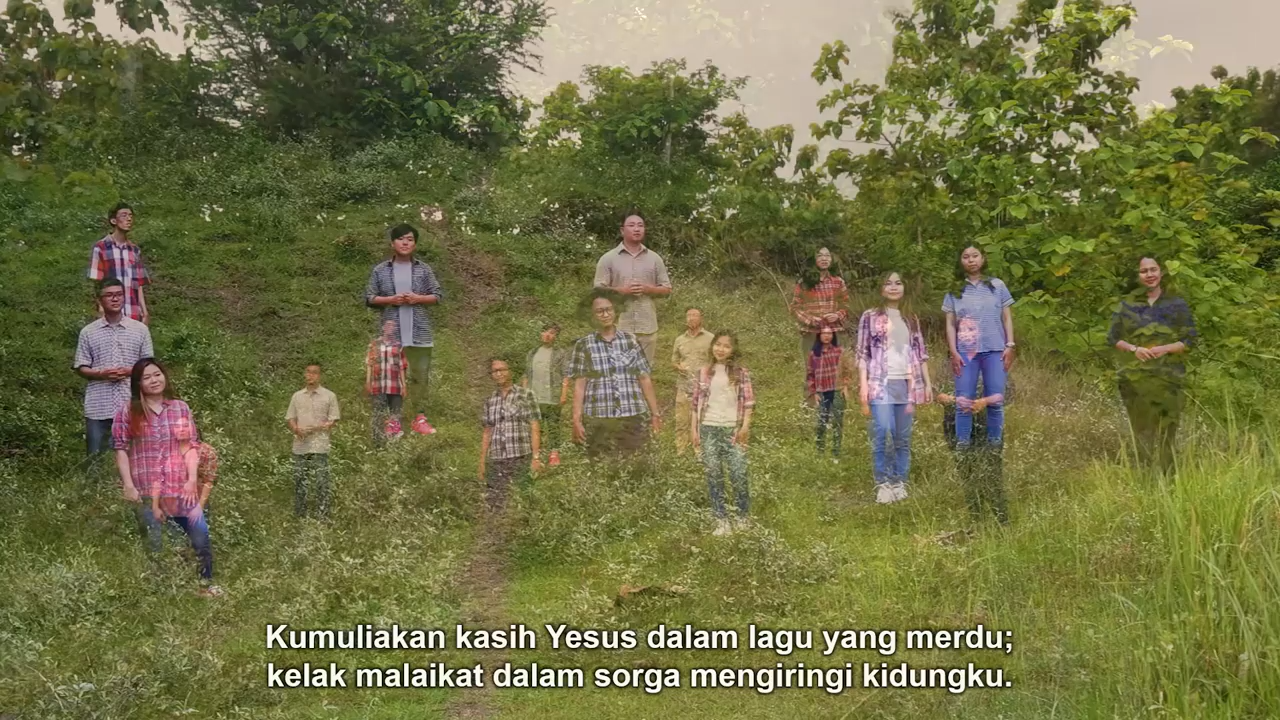 Kumuliakan kasih Yesus dalam lagu yang merdu;
kelak malaikat dalam sorga mengiringi kidungku.